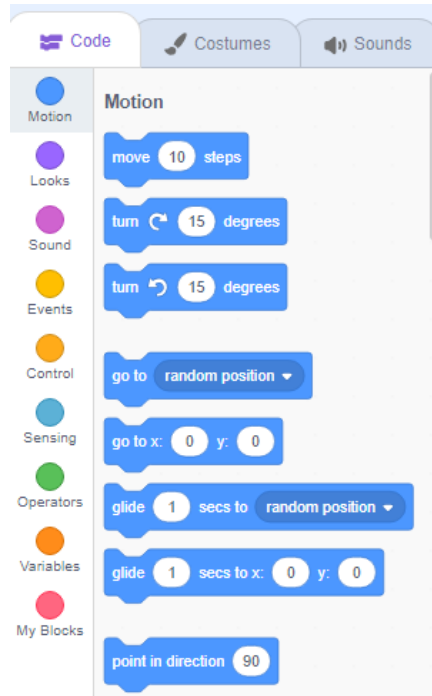 Code Costumes Sounds
Motion
Looks
Sound
Events
Control
Sensing
Operators
Variables
My Blocks
Motion
move 10 steps
turn 15 degrees
turn 15 degrees
go to random position
go to x: 0 y: 0
glide 1 secs to random position
glide 1 secs to x: 0 y: 0
point in direction 90